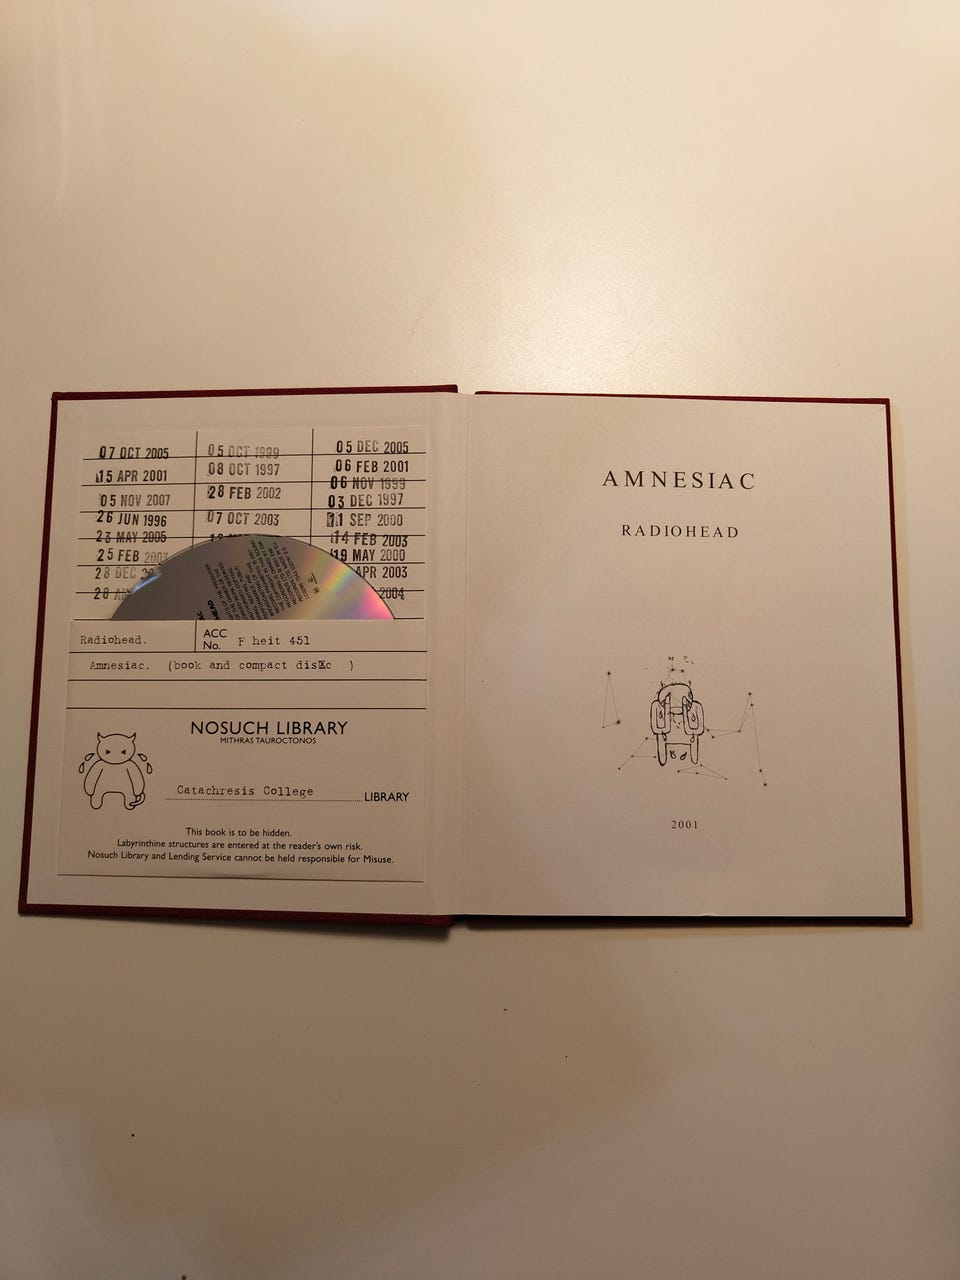 07 OCT 2005
05 OCT 1999
05 DEC 2005
15 APR 2001
08 OCT 1997
06 FEB 2001
06 NOV 1999
05 NOV 2007
28 FEB 2002
03 DEC 1997
26 JUN 1996
07 OCT 2003
11 SEP 2000
23 MAY 2005
14 FEB 2003
25 FEB 2003
19 MAY 2000
28 DEC
APR 2003
28
2004
Radiohead.
ACC No. F heit 451
Amnesiac. (book and compact disc )
NOSUCH LIBRARY
MITHRAS TAUROCTONOS
Catachresis College LIBRARY
This book is to be hidden.
Labyrinthine structures are entered at the reader's own risk.
Nosuch Library and Lending Service cannot be held responsible for Misuse.
AMNESIAC
RADIOHEAD
2001